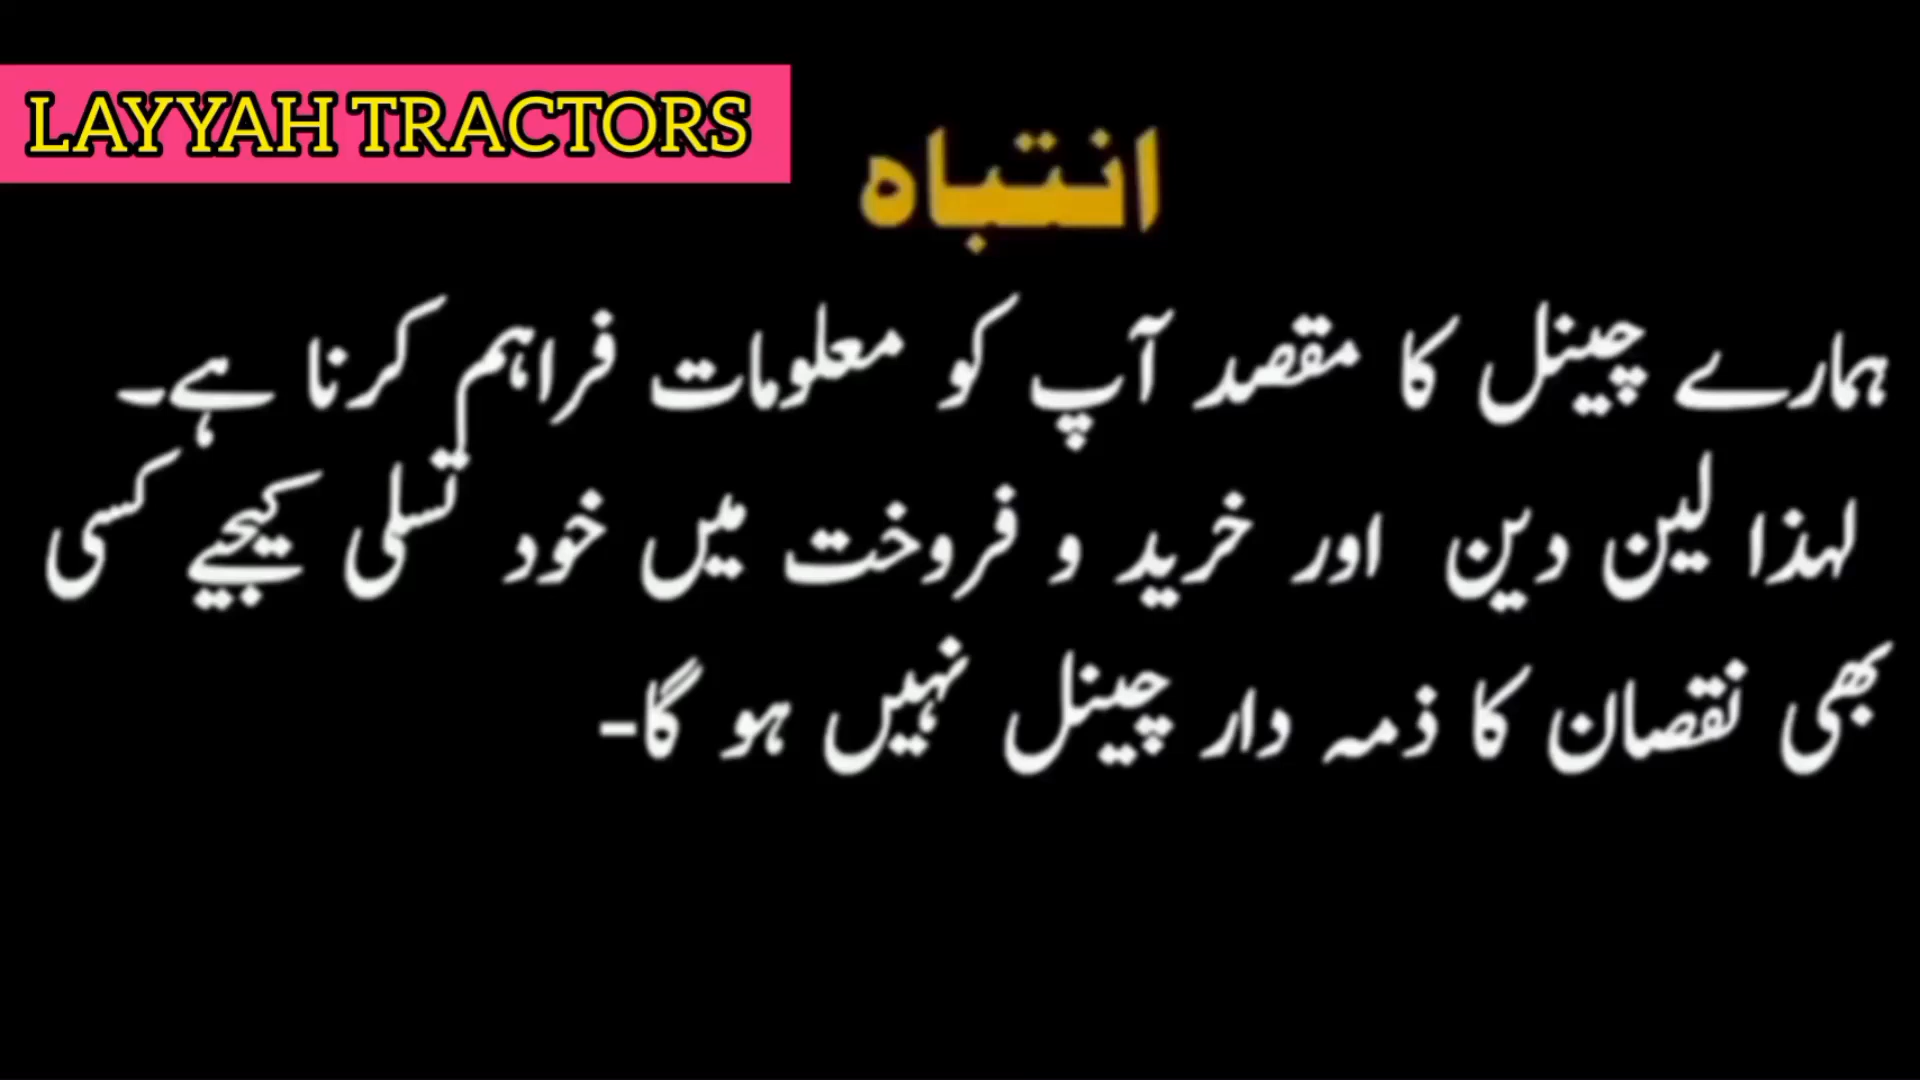 LAYYAH TRACTORS
انتباہ
ہمارے چینل کا مقصد آپ کو معلومات فراہم کرنا ہے۔
لہذا لین دین اور خرید و فروخت میں خود تسلی کیجیے کسی
بھی نقصان کا ذمہ دار چینل نہیں ہو گا-